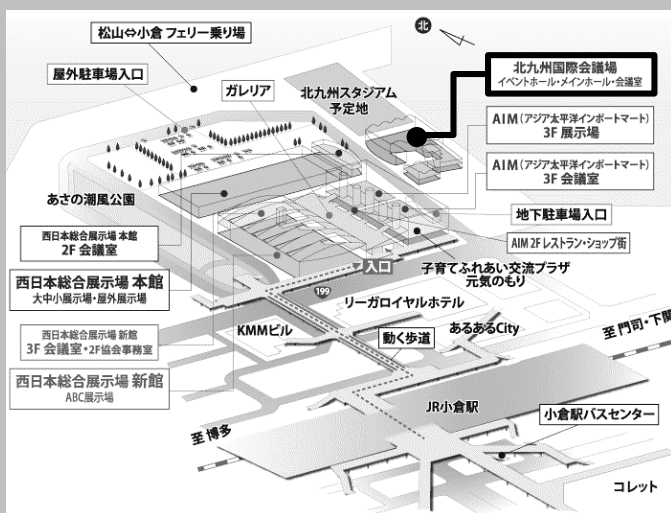 松山⇔小倉 フェリー乗り場
北
屋外駐車場入口
ガレリア
北九州スタジアム
予定地
北九州国際会議場
イベントホール・メインホール・会議室
AIM(アジア太平洋インポートマート)
3F 展示場
AIM(アジア太平洋インポートマート)
3F 会議室
あさの潮風公園
地下駐車場入口
西日本総合展示場 本館
2F 会議室
AIM 2F レストラン・ショップ街
入口
子育てふれあい交流プラザ
元気のもり
西日本総合展示場 本館
大中小展示場・屋外展示場
199
リーガロイヤルホテル
KMMビル
あるあるCity
至 門司・下関
西日本総合展示場 新館
3F 会議室・2F協会事務室
動く歩道
西日本総合展示場 新館
ABC展示場
JR小倉駅
小倉駅バスセンター
至 博多
コレット